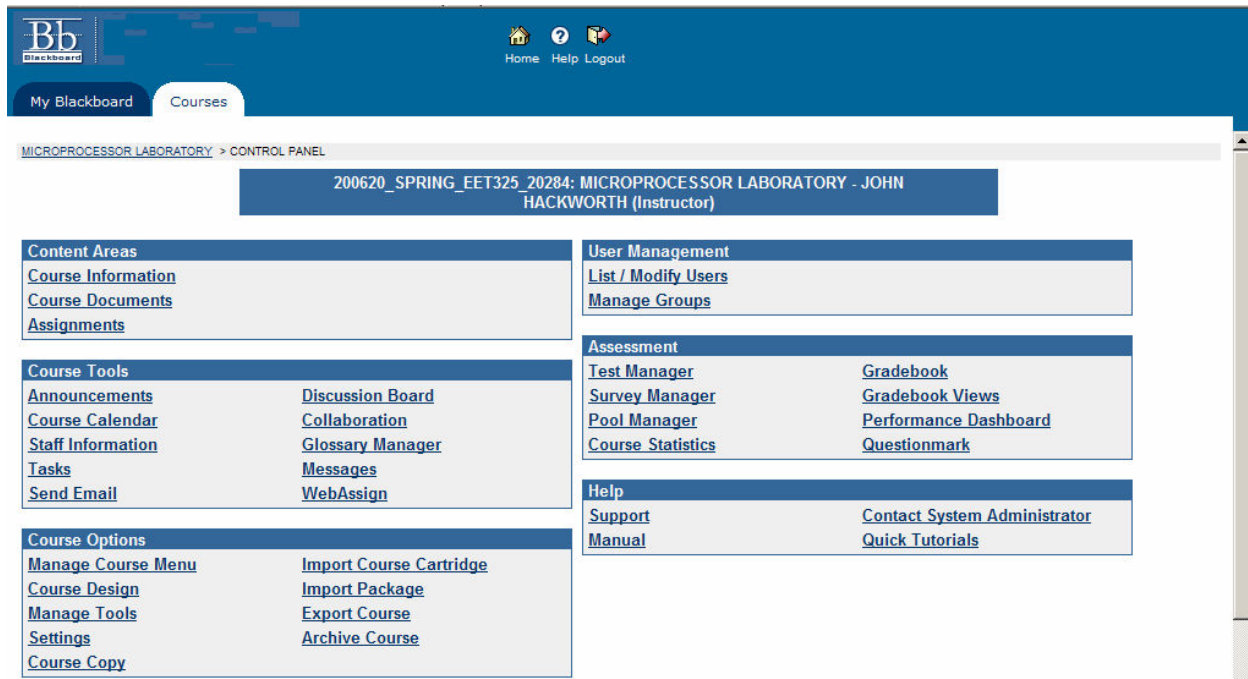 Bb
Blackboard
Home Help Logout
My Blackboard Courses
MICROPROCESSOR LABORATORY > CONTROL PANEL
200620_SPRING_EET325_20284: MICROPROCESSOR LABORATORY - JOHN
HACKWORTH (Instructor)
Content Areas
Course Information
Course Documents
Assignments
Course Tools
Announcements Discussion Board
Course Calendar Collaboration
Staff Information Glossary Manager
Tasks Messages
Send Email WebAssign
Course Options
Manage Course Menu Import Course Cartridge
Course Design Import Package
Manage Tools Export Course
Settings Archive Course
Course Copy
User Management
List / Modify Users
Manage Groups
Assessment
Test Manager Gradebook
Survey Manager Gradebook Views
Pool Manager Performance Dashboard
Course Statistics Questionmark
Help
Support Contact System Administrator
Manual Quick Tutorials